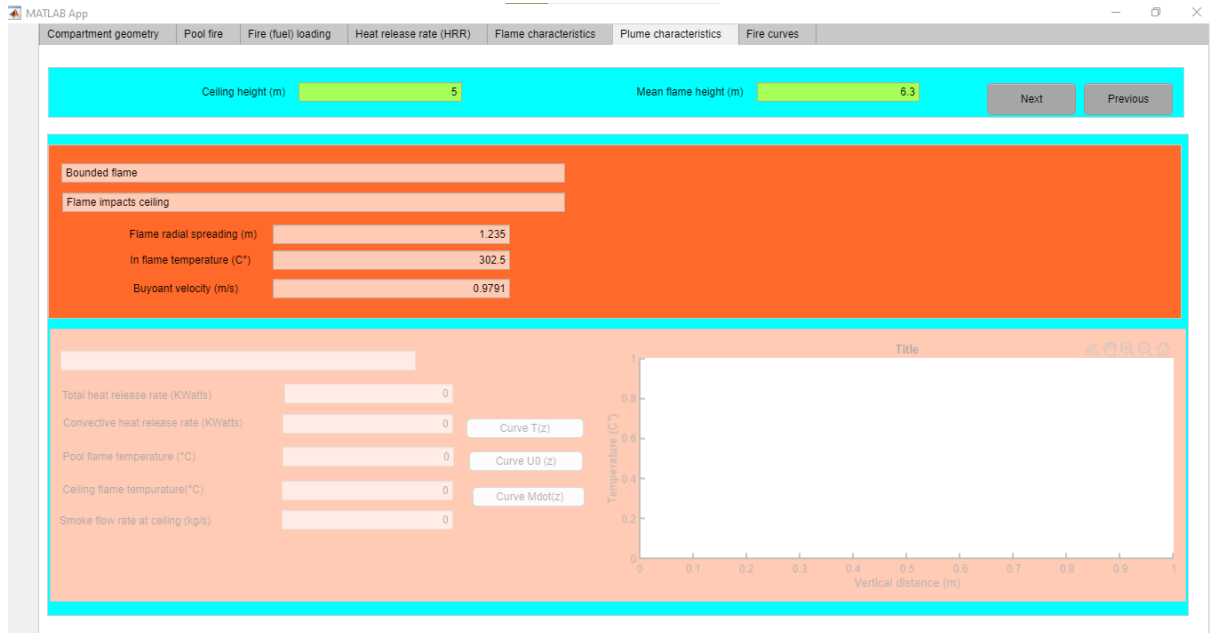 MATLAB App
Compartment geometry Pool fire Fire (fuel) loading Heat release rate (HRR) Flame characteristics Plume characteristics Fire curves
Ceiling height (m) 5 Mean flame height (m) 6.3 Next Previous
Bounded flame
Flame impacts ceiling
Flame radial spreading (m) 1.235
In flame temperature (C°) 302.5
Buyoant velocity (m/s) 0.9791
Total heat release rate (KWatts) 0
Convective heat release rate (KWatts) 0
Curve T(z)
Pool flame temperature (°C) 0
Curve U0 (z)
Ceiling flame tempurature(°C) 0
Curve Mdot(z)
Smoke flow rate at ceiling (kg/s) 0
Title
Temperature (C°)
1
0.8
0.6
0.4
0.2
0
0 0.1 0.2 0.3 0.4 0.5 0.6 0.7 0.8 0.9 1
Vertical distance (m)